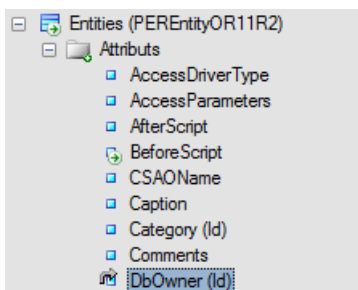 Entities (PEREntityOR11R2)
Attributs
AccessDriverType
AccessParameters
AfterScript
BeforeScript
CSAOName
Caption
Category (Id)
Comments
DbOwner (Id)